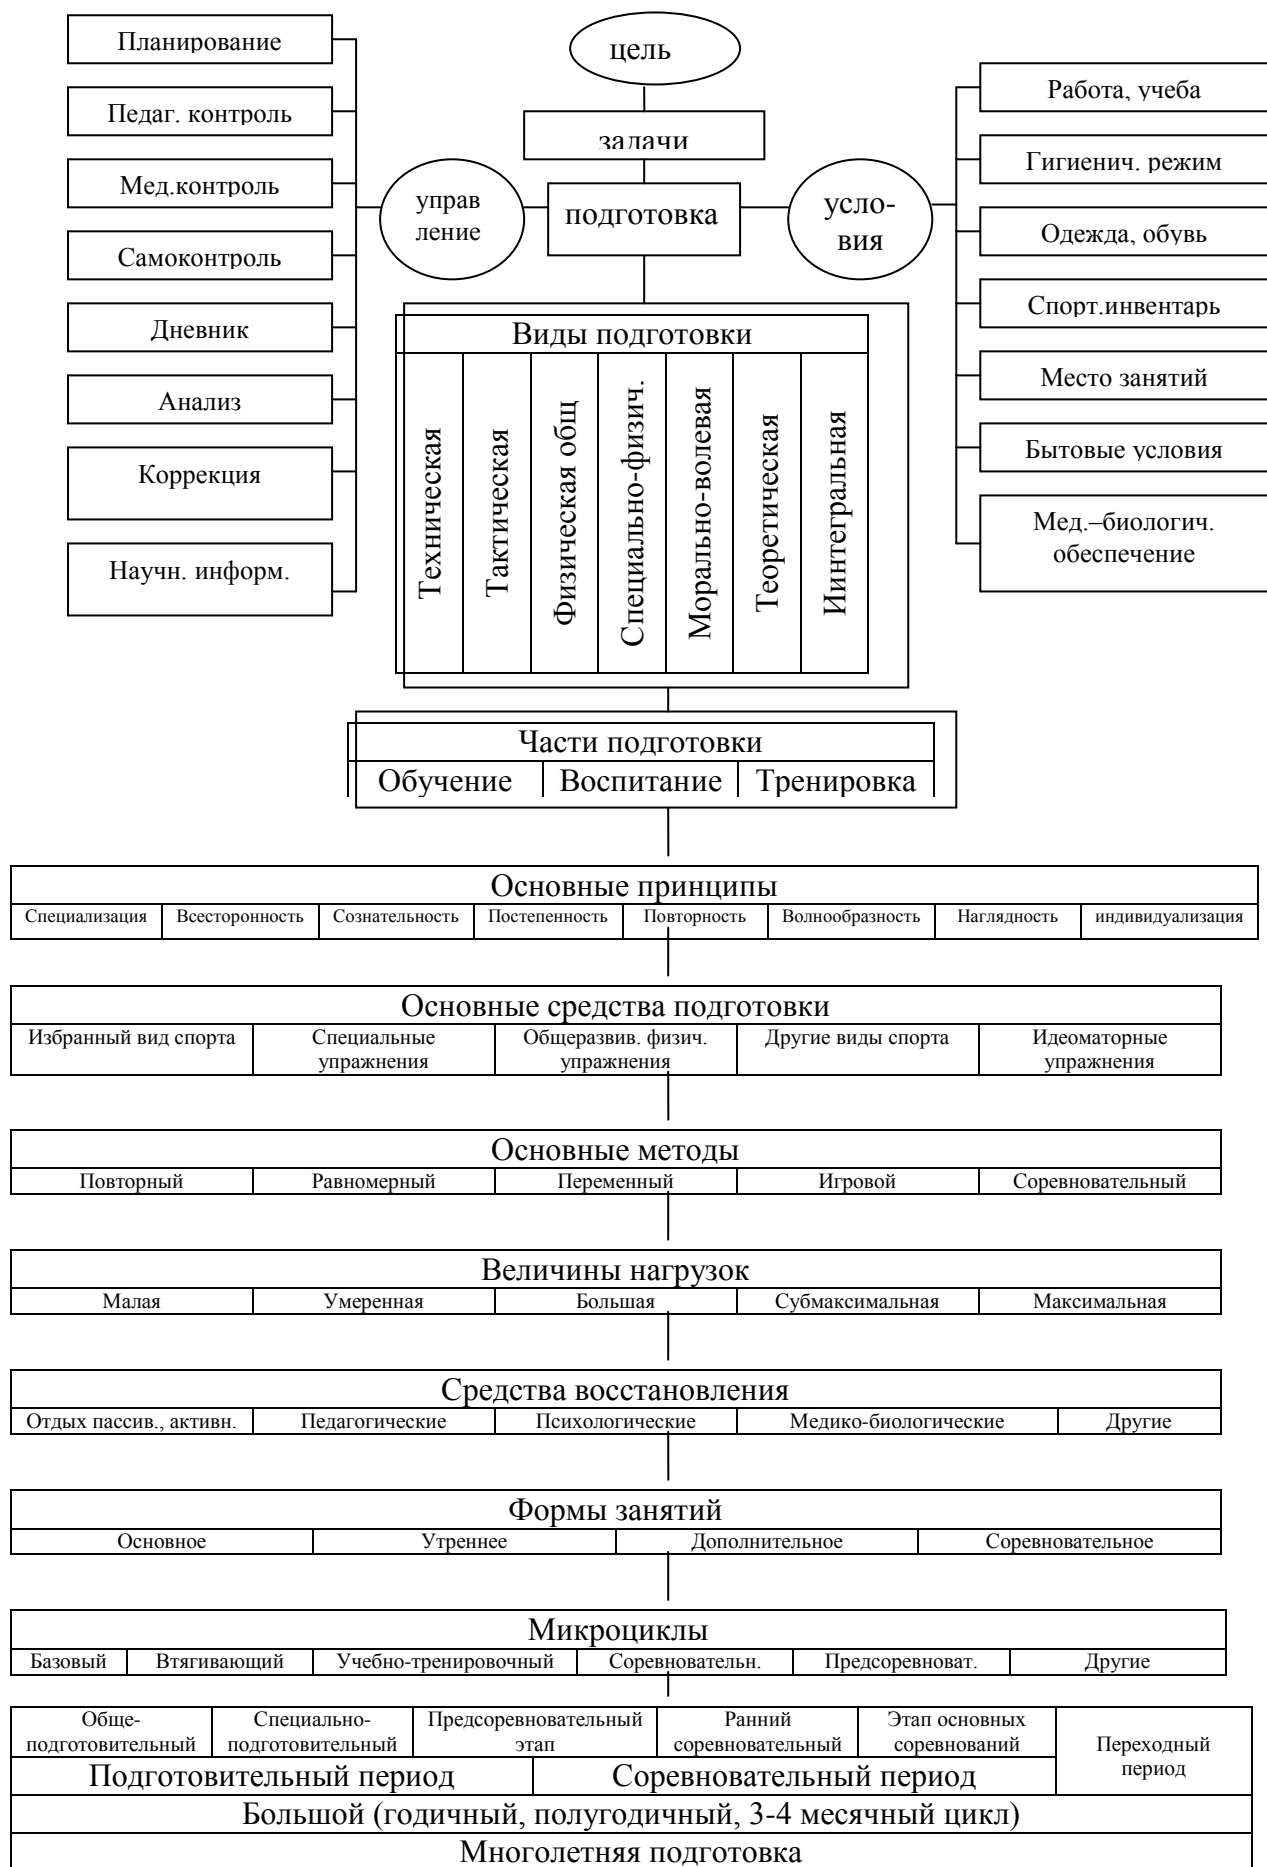 цель
задачи
подготовка
управ
ление
усло-
вия
Планирование
Педаг. контроль
Мед.контроль
Самоконтроль
Дневник
Анализ
Коррекция
Научн. информ.
Работа, учеба
Гигиенич. режим
Одежда, обувь
Спорт.инвентарь
Место занятий
Бытовые условия
Мед.–биологич.
обеспечение
Виды подготовки
Техническая
Тактическая
Физическая общ
Специально-физич.
Морально-волевая
Теоретическая
Иинтегральная
Части подготовки
Обучение Воспитание Тренировка
Основные принципы
Специализация Всесторонность Сознательность Постепенность Повторность Волнообразность Наглядность индивидуализация
Основные средства подготовки
Избранный вид спорта
Специальные
упражнения
Общеразвив. физич.
упражнения
Другие виды спорта
Идеоматорные
упражнения
Основные методы
Повторный Равномерный Переменный Игровой Соревновательный
Величины нагрузок
Малая Умеренная Большая Субмаксимальная Максимальная
Средства восстановления
Отдых пассив., активн. Педагогические Психологические Медико-биологические Другие
Формы занятий
Основное Утреннее Дополнительное Соревновательное
Микроциклы
Базовый Втягивающий Учебно-тренировочный Соревновательн. Предсоревноват. Другие
Обще-
подготовительный
Специально-
подготовительный
Предсоревновательный
этап
Ранний
соревновательный
Этап основных
соревнований
Переходный
период
Подготовительный период Соревновательный период
Большой (годичный, полугодичный, 3-4 месячный цикл)
Многолетняя подготовка